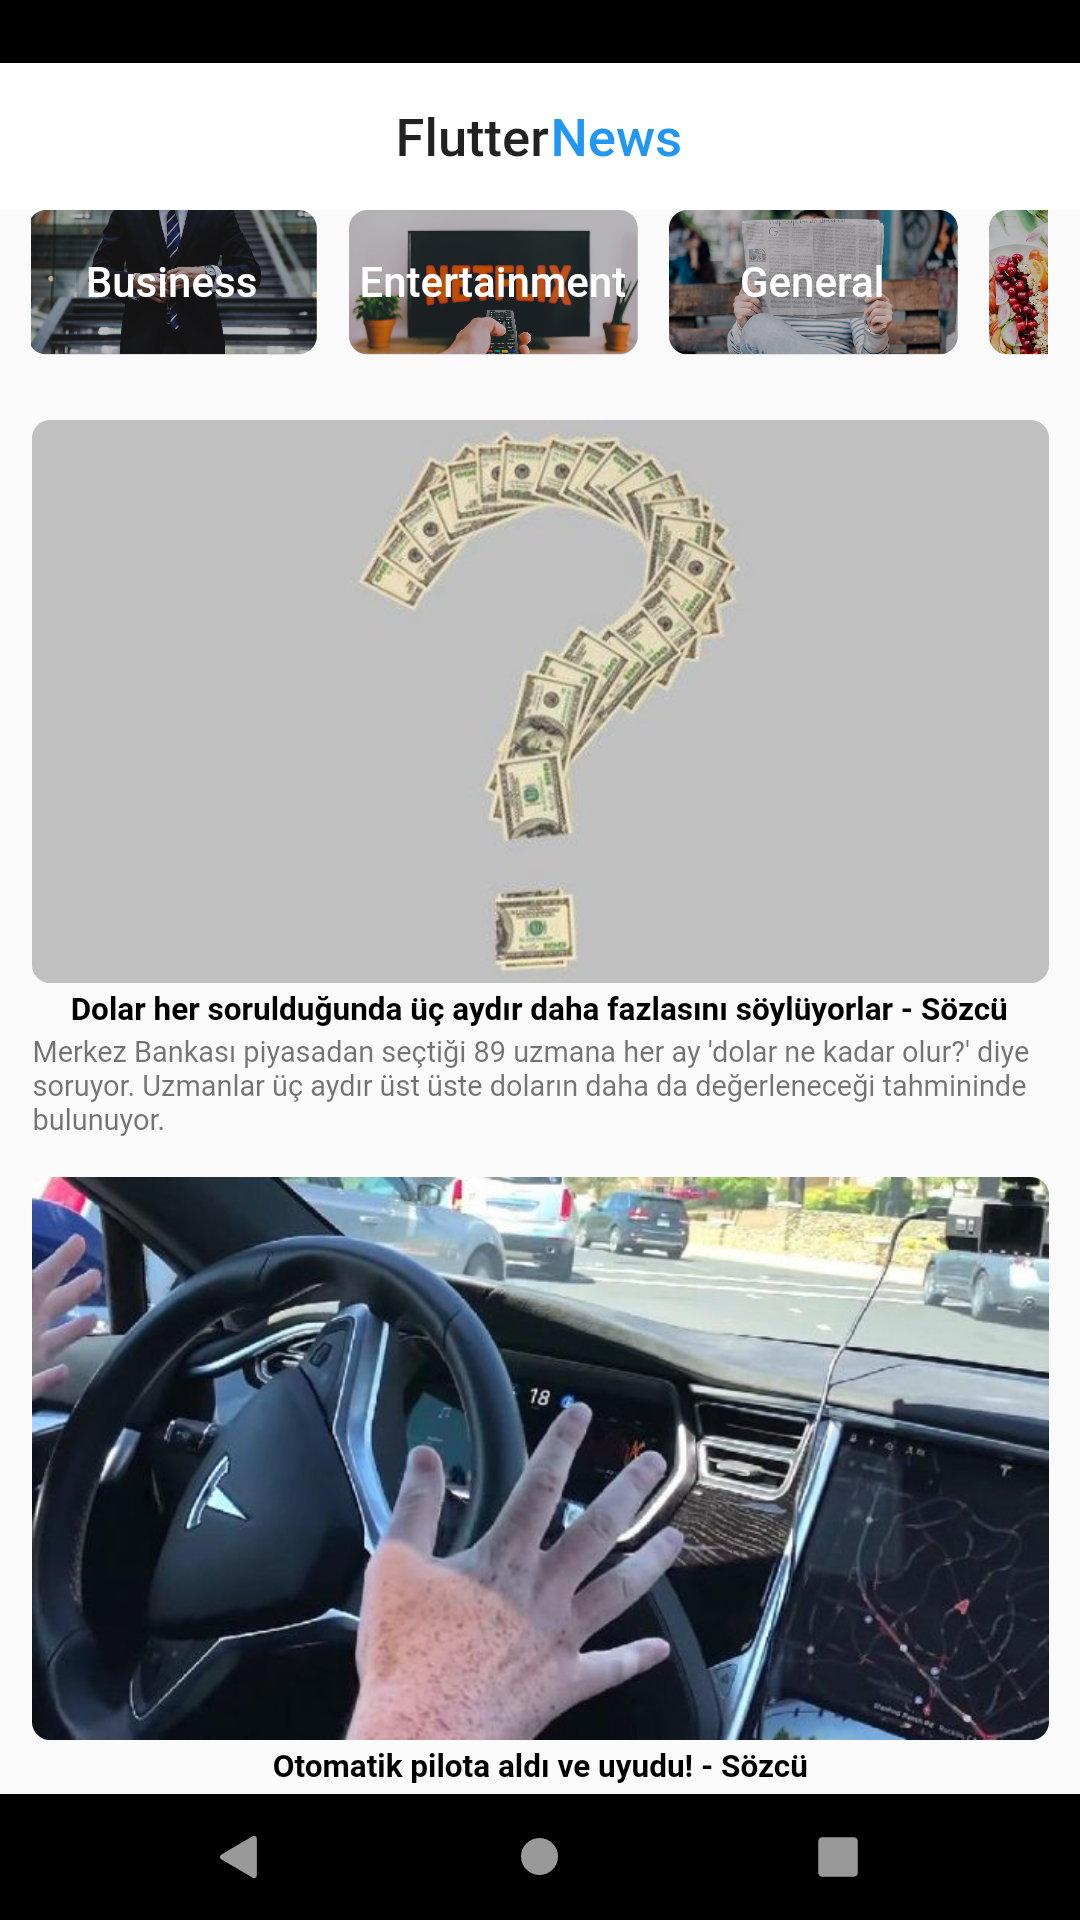 FlutterNews
Business
Entertainment
NETFLIX
General
Dolar her sorulduğunda üç aydır daha fazlasını söylüyorlar - Sözcü
Merkez Bankası piyasadan seçtiği 89 uzmana her ay 'dolar ne kadar olur?' diye
soruyor. Uzmanlar üç aydır üst üste doların daha da değerleneceği tahmininde
bulunuyor.
18
Otomatik pilota aldı ve uyudu! - Sözcü